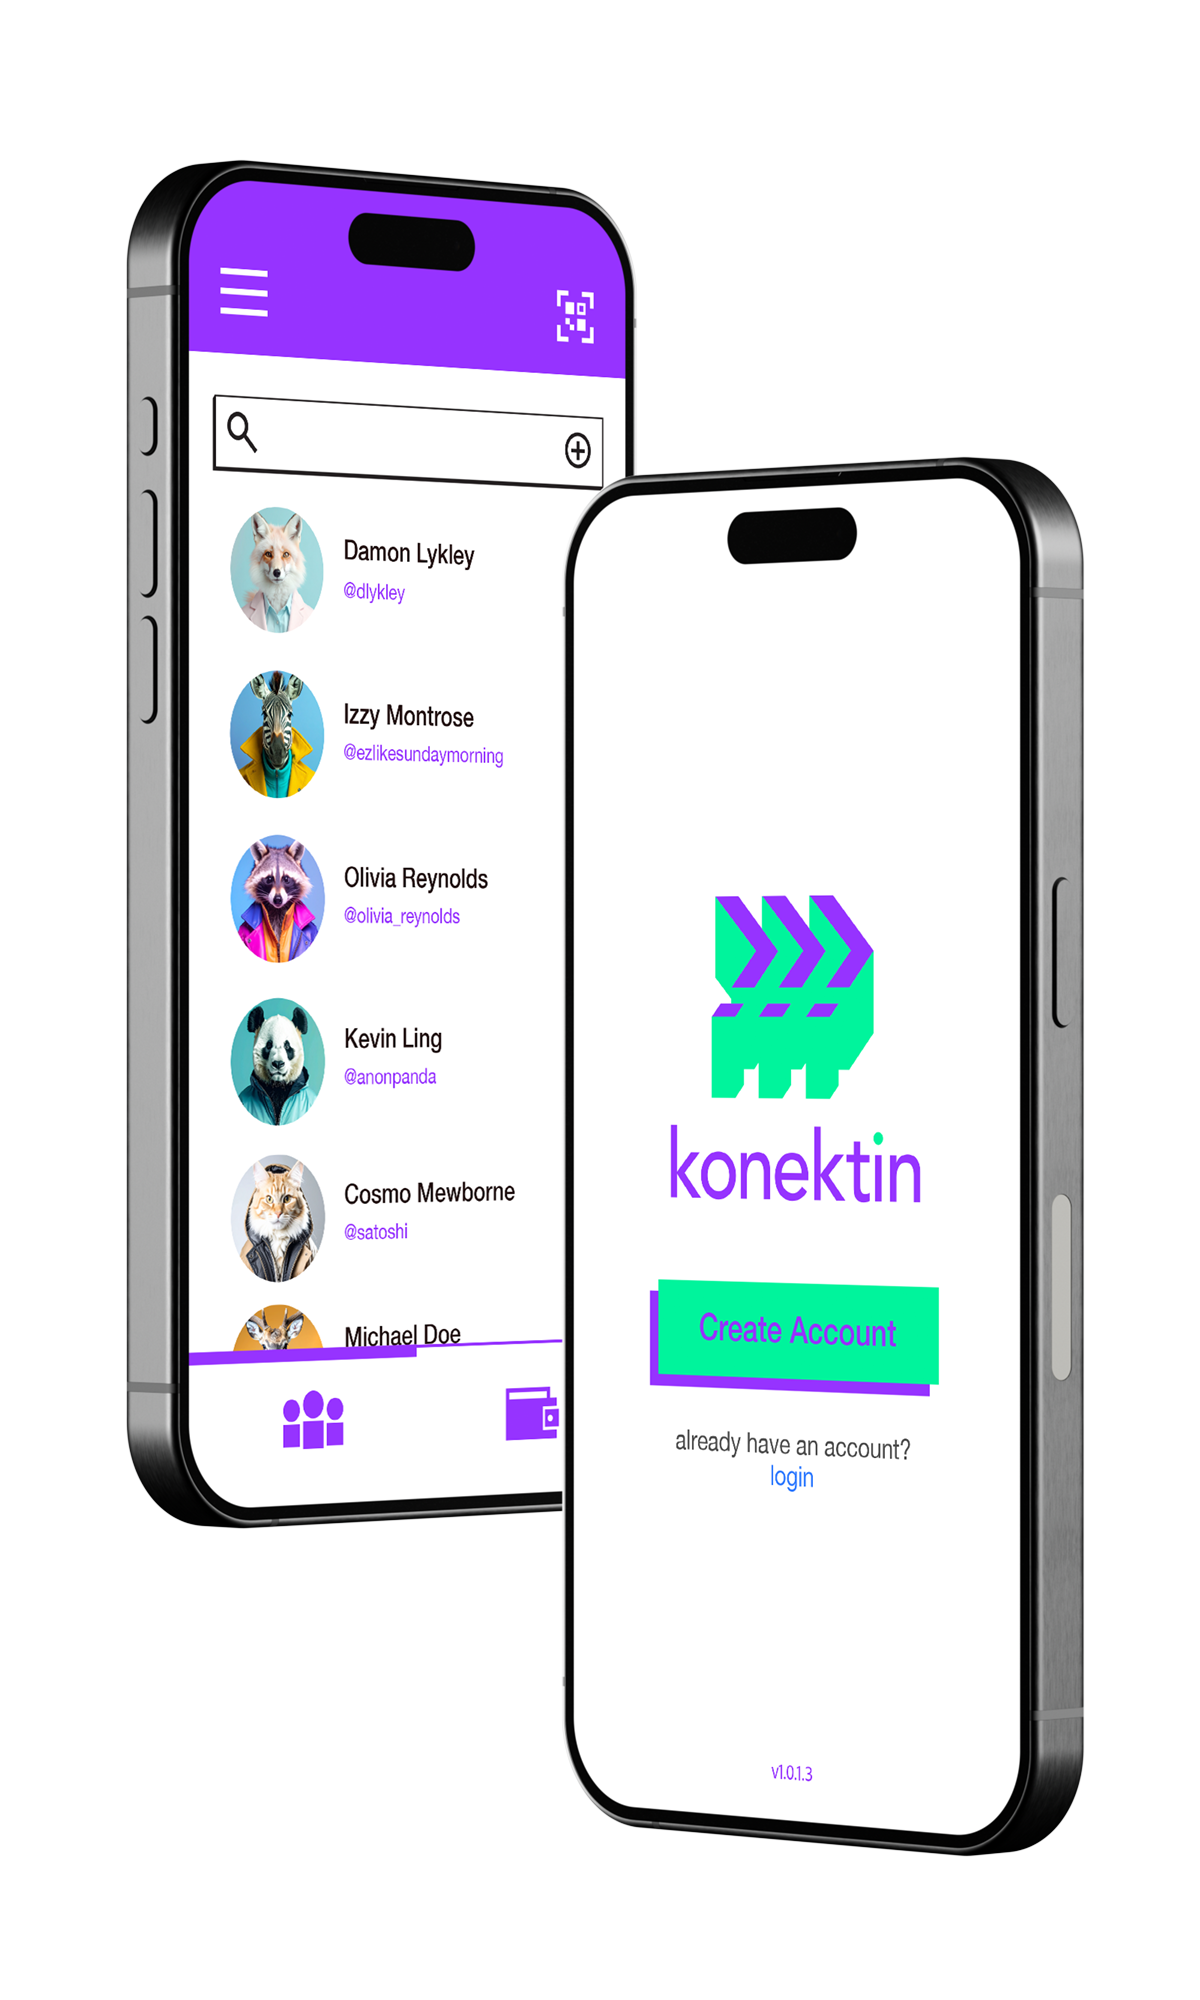 Damon Lykley
@dlykley
Izzy Montrose
@ezlikesundaymorning
Olivia Reynolds
@olivia_reynolds
Kevin Ling
@anonpanda
Cosmo Mewborne
@satoshi
Michael Doe
konektin
Create Account
already have an account?
login
v1.0.1.3